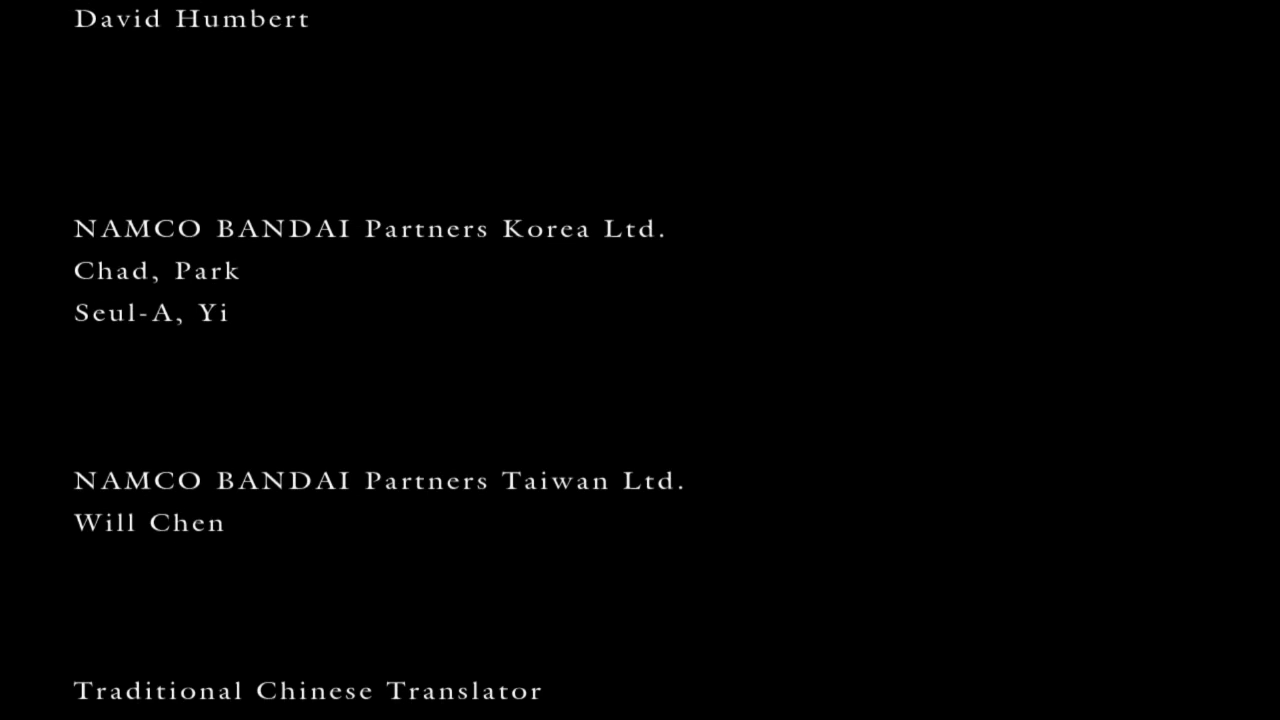 David Humbert
NAMCO BANDAI Partners Korea Ltd.
Chad, Park
Seul-A, Yi
NAMCO BANDAI Partners Taiwan Ltd.
Will Chen
Traditional Chinese Translator